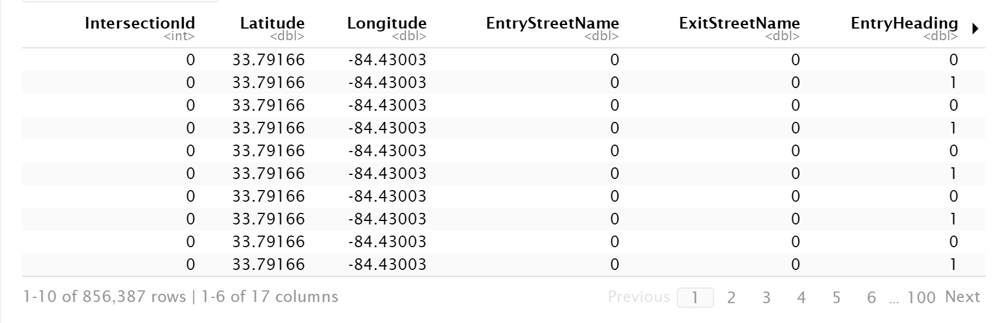 IntersectionId Latitude Longitude EntryStreetName ExitStreetName EntryHeading
<int> <dbl> <dbl> <dbl> <dbl> <dbl>
0 33.79166 -84.43003 0 0 0
0 33.79166 -84.43003 0 0 1
0 33.79166 -84.43003 0 0 0
0 33.79166 -84.43003 0 0 1
0 33.79166 -84.43003 0 0 0
0 33.79166 -84.43003 0 0 1
0 33.79166 -84.43003 0 0 0
0 33.79166 -84.43003 0 0 1
0 33.79166 -84.43003 0 0 0
0 33.79166 -84.43003 0 0 1
1-10 of 856,387 rows | 1-6 of 17 columns Previous 1 2 3 4 5 6 ... 100 Next